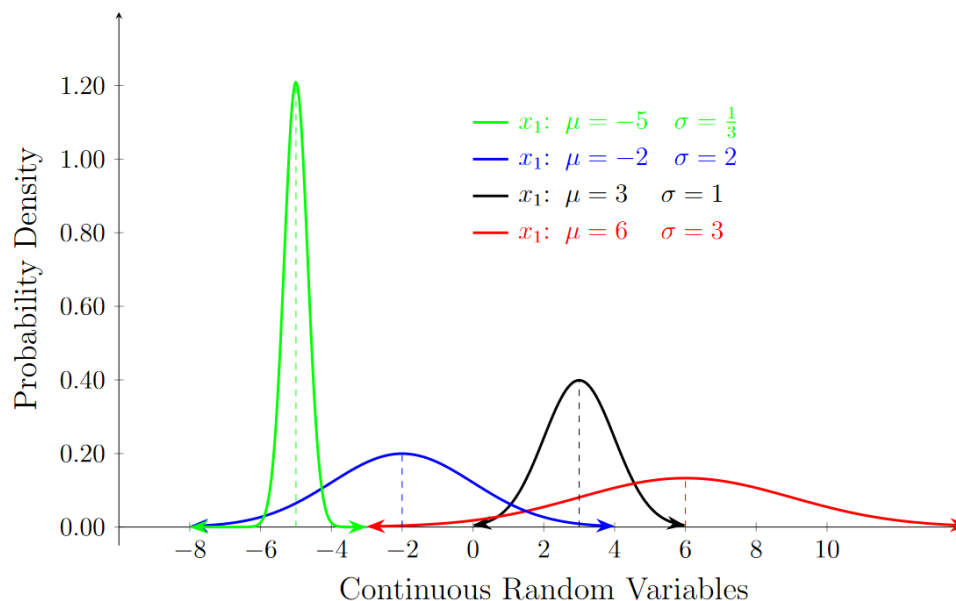 1.20
1.00
0.80
0.60
0.40
0.20
0.00
Probability Density
x₁: μ = −5 σ = 1/3
x₁: μ = −2 σ = 2
x₁: μ = 3 σ = 1
x₁: μ = 6 σ = 3
−8 −6 −4 −2 0 2 4 6 8 10
Continuous Random Variables